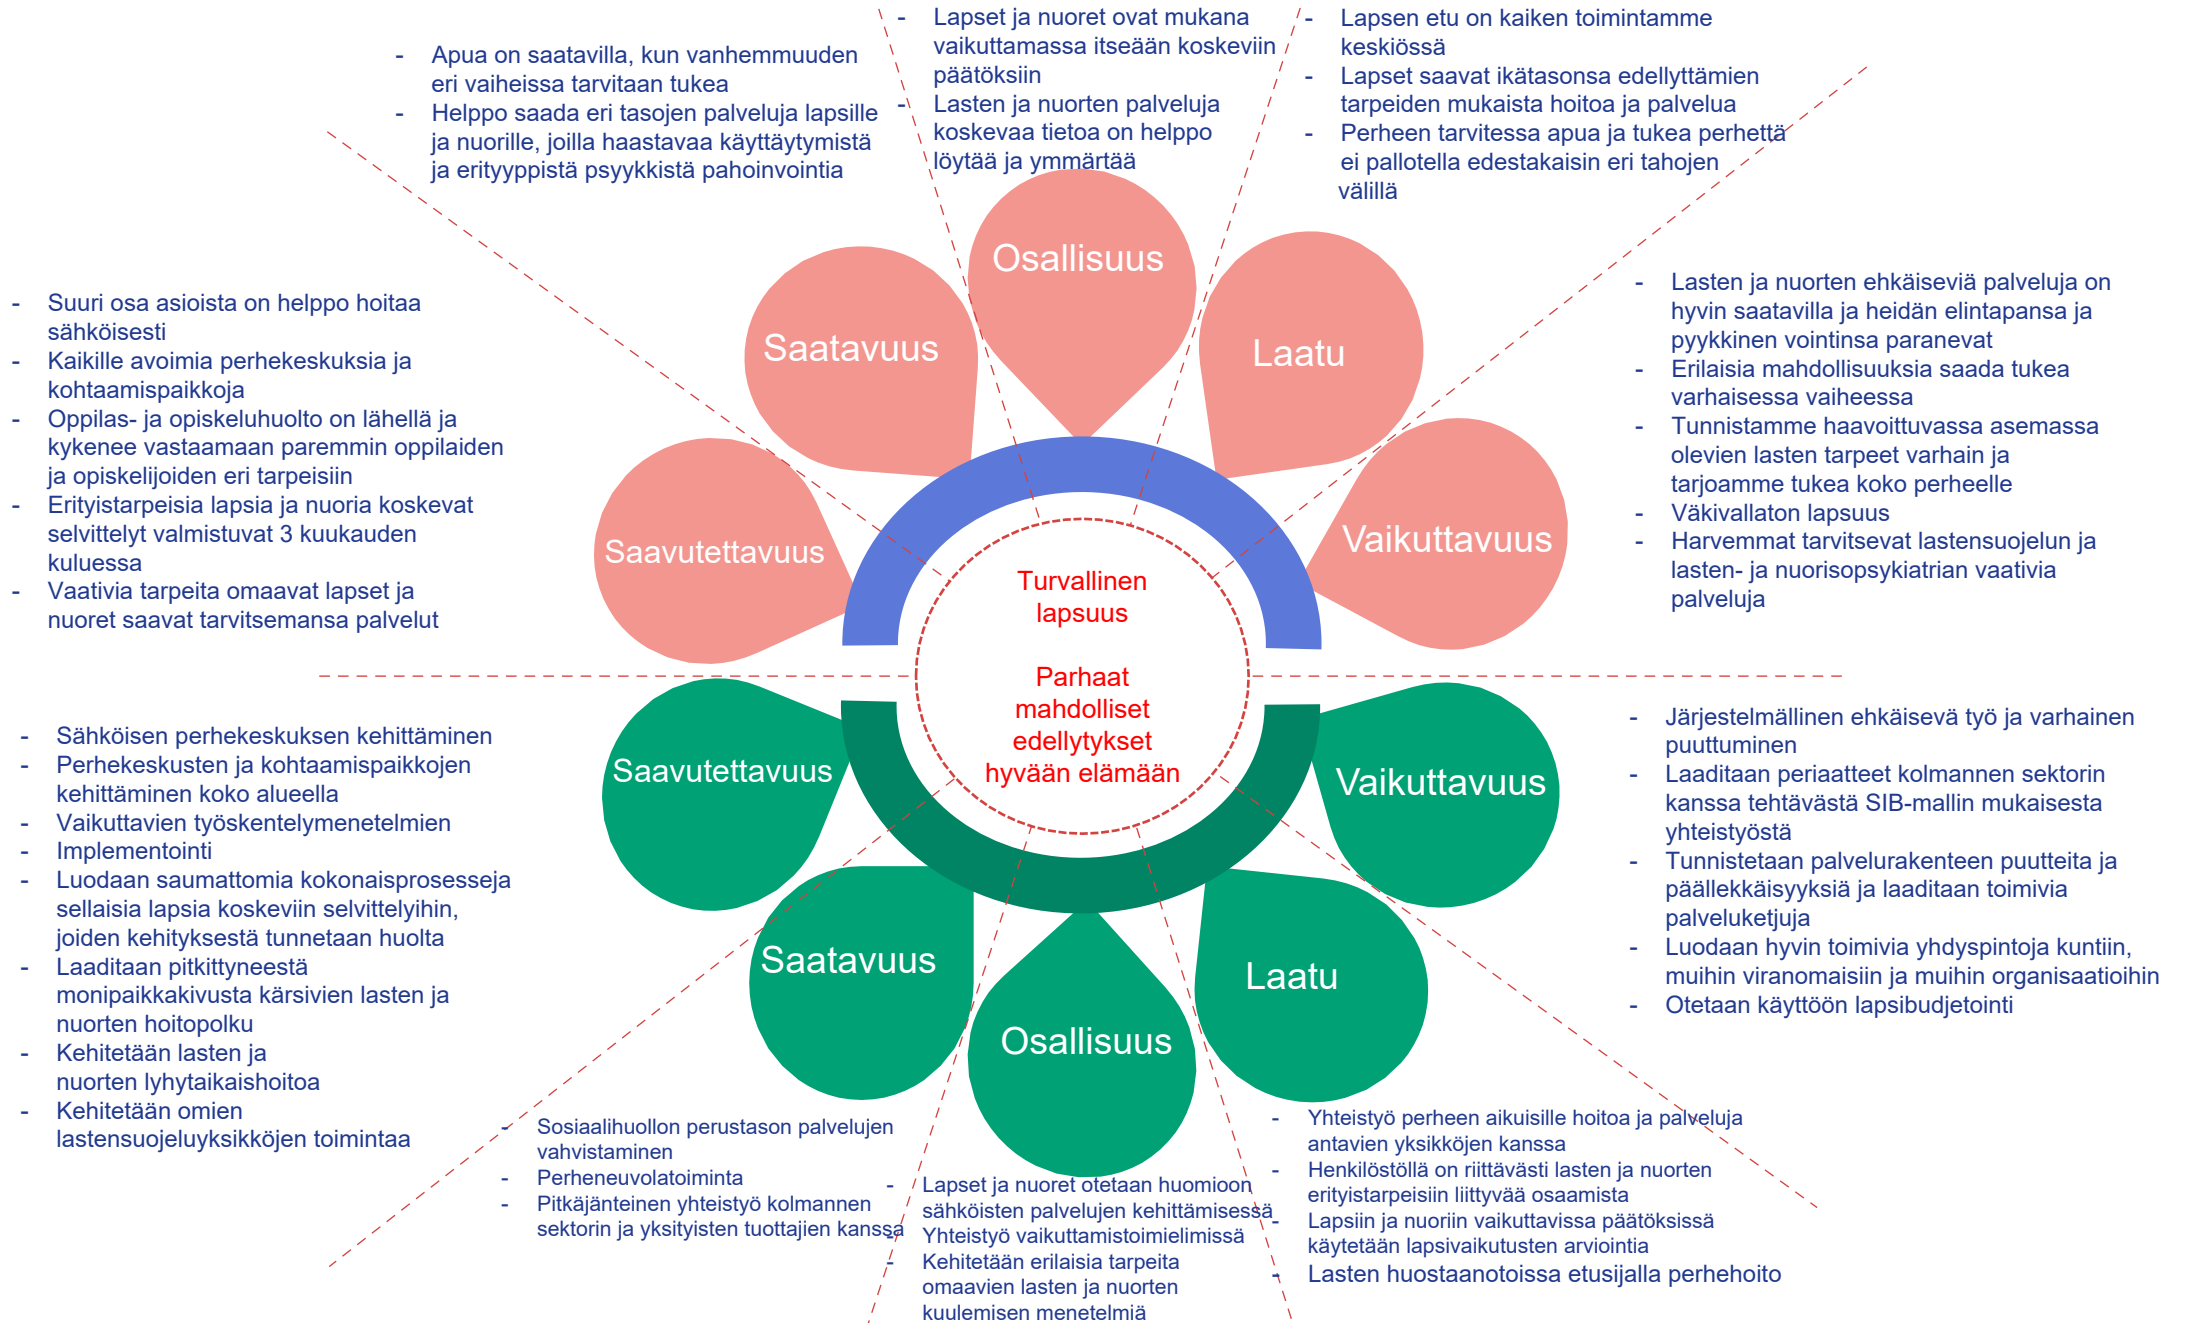 - Apua on saatavilla, kun vanhemmuuden
eri vaiheissa tarvitaan tukea
- Helppo saada eri tasojen palveluja lapsille
ja nuorille, joilla haastavaa käyttäytymistä
ja erityyppistä psyykkistä pahoinvointia
- Lapset ja nuoret ovat mukana
vaikuttamassa itseään koskeviin
päätöksiin
- Lasten ja nuorten palveluja
koskevaa tietoa on helppo
löytää ja ymmärtää
- Lapsen etu on kaiken toimintamme
keskiössä
- Lapset saavat ikätasonsa edellyttämien
tarpeiden mukaista hoitoa ja palvelua
- Perheen tarvitessa apua ja tukea perhettä
ei pallotella edestakaisin eri tahojen
välillä
- Suuri osa asioista on helppo hoitaa
sähköisesti
- Kaikille avoimia perhekeskuksia ja
kohtaamispaikkoja
- Oppilas- ja opiskeluhuolto on lähellä ja
kykenee vastaamaan paremmin oppilaiden
ja opiskelijoiden eri tarpeisiin
- Erityistarpeisia lapsia ja nuoria koskevat
selvittelyt valmistuvat 3 kuukauden
kuluessa
- Vaativia tarpeita omaavat lapset ja
nuoret saavat tarvitsemansa palvelut
Saavutettavuus
Saatavuus
Osallisuus
Laatu
Vaikuttavuus
- Lasten ja nuorten ehkäiseviä palveluja on
hyvin saatavilla ja heidän elintapansa ja
pyykkinen vointinsa paranevat
- Erilaisia mahdollisuuksia saada tukea
varhaisessa vaiheessa
- Tunnistamme haavoittuvassa asemassa
olevien lasten tarpeet varhain ja
tarjoamme tukea koko perheelle
- Väkivallaton lapsuus
- Harvemmat tarvitsevat lastensuojelun ja
lasten- ja nuorisopsykiatrian vaativia
palveluja
Turvallinen
lapsuus
Parhaat
mahdolliset
edellytykset
hyvään elämään
- Sähköisen perhekeskuksen kehittäminen
- Perhekeskusten ja kohtaamispaikkojen
kehittäminen koko alueella
- Vaikuttavien työskentelymenetelmien
- Implementointi
- Luodaan saumattomia kokonaisprosesseja
sellaisia lapsia koskeviin selvittelyihin,
joiden kehityksestä tunnetaan huolta
- Laaditaan pitkittyneestä
monipaikkakivusta kärsivien lasten ja
nuorten hoitopolku
- Kehitetään lasten ja
nuorten lyhytaikaishoitoa
- Kehitetään omien
lastensuojeluyksikköjen toimintaa
Saavutettavuus
Saatavuus
Osallisuus
Laatu
Vaikuttavuus
- Järjestelmällinen ehkäisevä työ ja varhainen
puuttuminen
- Laaditaan periaatteet kolmannen sektorin
kanssa tehtävästä SIB-mallin mukaisesta
yhteistyöstä
- Tunnistetaan palvelurakenteen puutteita ja
päällekkäisyyksiä ja laaditaan toimivia
palveluketjuja
- Luodaan hyvin toimivia yhdyspintoja kuntiin,
muihin viranomaisiin ja muihin organisaatioihin
- Otetaan käyttöön lapsibudjetointi
- Sosiaalihuollon perustason palvelujen
vahvistaminen
- Perheneuvolatoiminta
- Pitkäjänteinen yhteistyö kolmannen
sektorin ja yksityisten tuottajien kanssa
- Lapset ja nuoret otetaan huomioon
sähköisten palvelujen kehittämisessä
- Yhteistyö vaikuttamistoimielimissä
- Kehitetään erilaisia tarpeita
omaavien lasten ja nuorten
kuulemisen menetelmiä
- Yhteistyö perheen aikuisille hoitoa ja palveluja
antavien yksikköjen kanssa
- Henkilöstöllä on riittävästi lasten ja nuorten
erityistarpeisiin liittyvää osaamista
- Lapsiin ja nuoriin vaikuttavissa päätöksissä
käytetään lapsivaikutusten arviointia
- Lasten huostaanotoissa etusijalla perhehoito